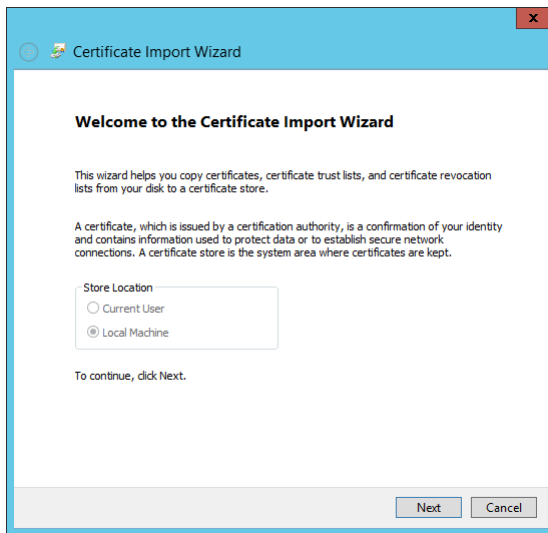 x
Certificate Import Wizard
Welcome to the Certificate Import Wizard
This wizard helps you copy certificates, certificate trust lists, and certificate revocation
lists from your disk to a certificate store.
A certificate, which is issued by a certification authority, is a confirmation of your identity
and contains information used to protect data or to establish secure network
connections. A certificate store is the system area where certificates are kept.
Store Location
Current User
Local Machine
To continue, click Next.
Next Cancel